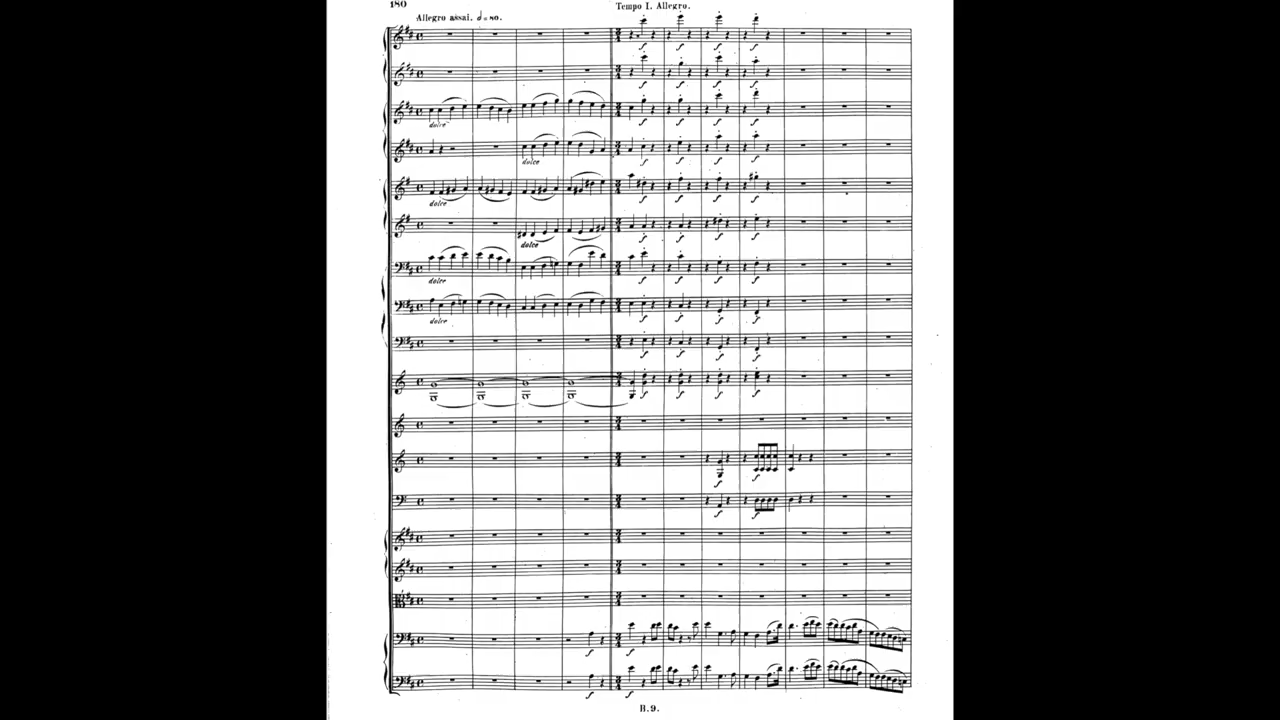 180
Allegro assai. 𝅗𝅥 = 80.
Tempo I. Allegro.
dolce
dolce
dolce
dolce
dolce
dolce
B.9.